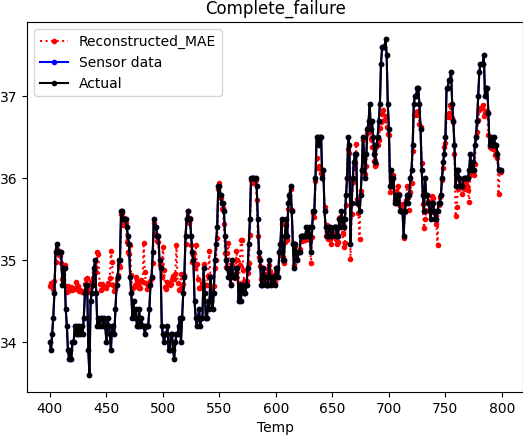 Complete_failure
Reconstructed_MAE
Sensor data
Actual
37
36
35
34
400 450 500 550 600 650 700 750 800
Temp